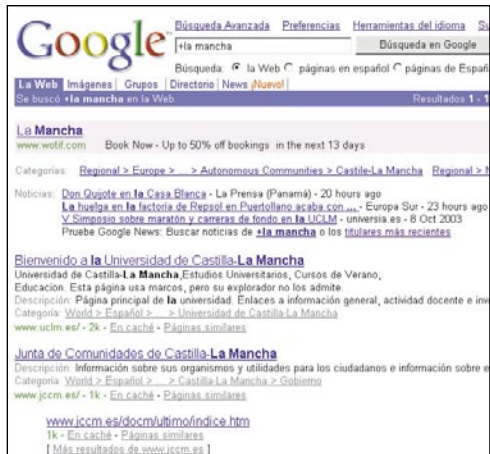 Google
Búsqueda Avanzada Preferencias Herramientas del idioma
+la mancha Búsqueda en Google
Búsqueda: la Web páginas en español páginas de Españ
La Web Imágenes Grupos Directorio News ¡Nuevo!
Se buscó +la mancha en la Web. Resultados 1 - 1
La Mancha
www.wotif.com Book Now - Up to 50% off bookings in the next 13 days
Categorías: Regional > Europe > ... > Autonomous Communities > Castile-La Mancha Regional >
Noticias: Don Quijote en la Casa Blanca - La Prensa (Panamá) - 20 hours ago
La huelga en la factoria de Repsol en Puertollano acaba con ... - Europa Sur - 23 hours ago
V Simposio sobre maratón y carreras de fondo en la UCLM - universia.es - 8 Oct 2003
Pruebe Google News: Buscar noticias de +la mancha o los titulares más recientes
Bienvenido a la Universidad de Castilla-La Mancha
Universidad de Castilla-La Mancha,Estudios Universitarios, Cursos de Verano,
Educacion. Esta página usa marcos, pero su explorador no los admite.
Descripción: Página principal de la universidad. Enlaces a información general, actividad docente e inve
Categoría: World > Español > ... > Universidad de Castilla-La Mancha
www.uclm.es/ - 2k - En caché - Páginas similares
Junta de Comunidades de Castilla-La Mancha
Descripción: Información sobre sus organismos y utilidades para los ciudadanos e información sobre e
Categoría: World > Español > ... > Castilla-La Mancha > Gobierno
www.jccm.es/ - 1k - En caché - Páginas similares
www.jccm.es/docm/ultimo/indice.htm
1k - En caché - Páginas similares
[ Más resultados de www.jccm.es ]